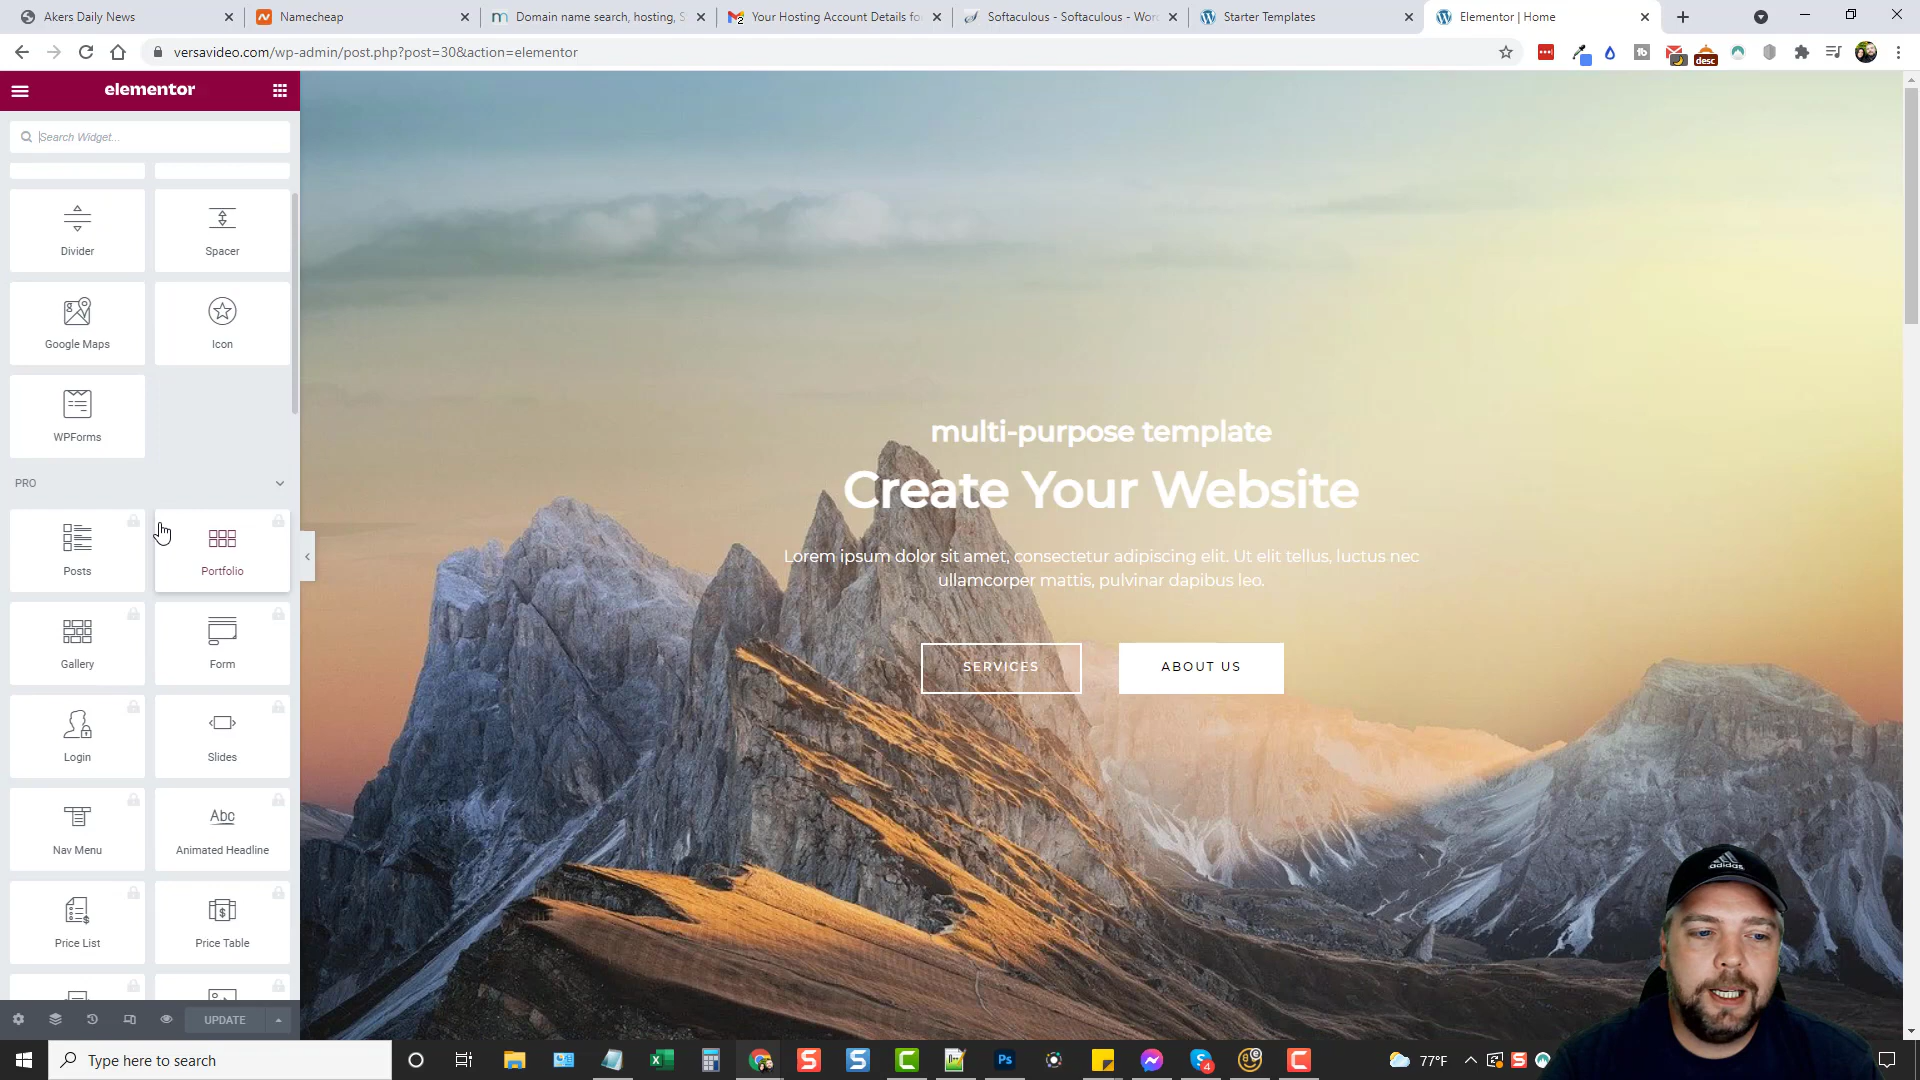 Akers Daily News
Namecheap
Domain name search, hosting, S
Your Hosting Account Details fo
Softaculous - Softaculous - Wor
Starter Templates
Elementor | Home
versavideo.com/wp-admin/post.php?post=30&action=elementor
desc
elementor
Search Widget...
Divider
Spacer
Google Maps
Icon
WPForms
PRO
Posts
Portfolio
Gallery
Form
Login
Slides
Nav Menu
Abc
Animated Headline
Price List
Price Table
UPDATE
multi-purpose template
Create Your Website
Lorem ipsum dolor sit amet, consectetur adipiscing elit. Ut elit tellus, luctus nec
ullamcorper mattis, pulvinar dapibus leo.
SERVICES
ABOUT US
adidas
Type here to search
Ps
4
77°F